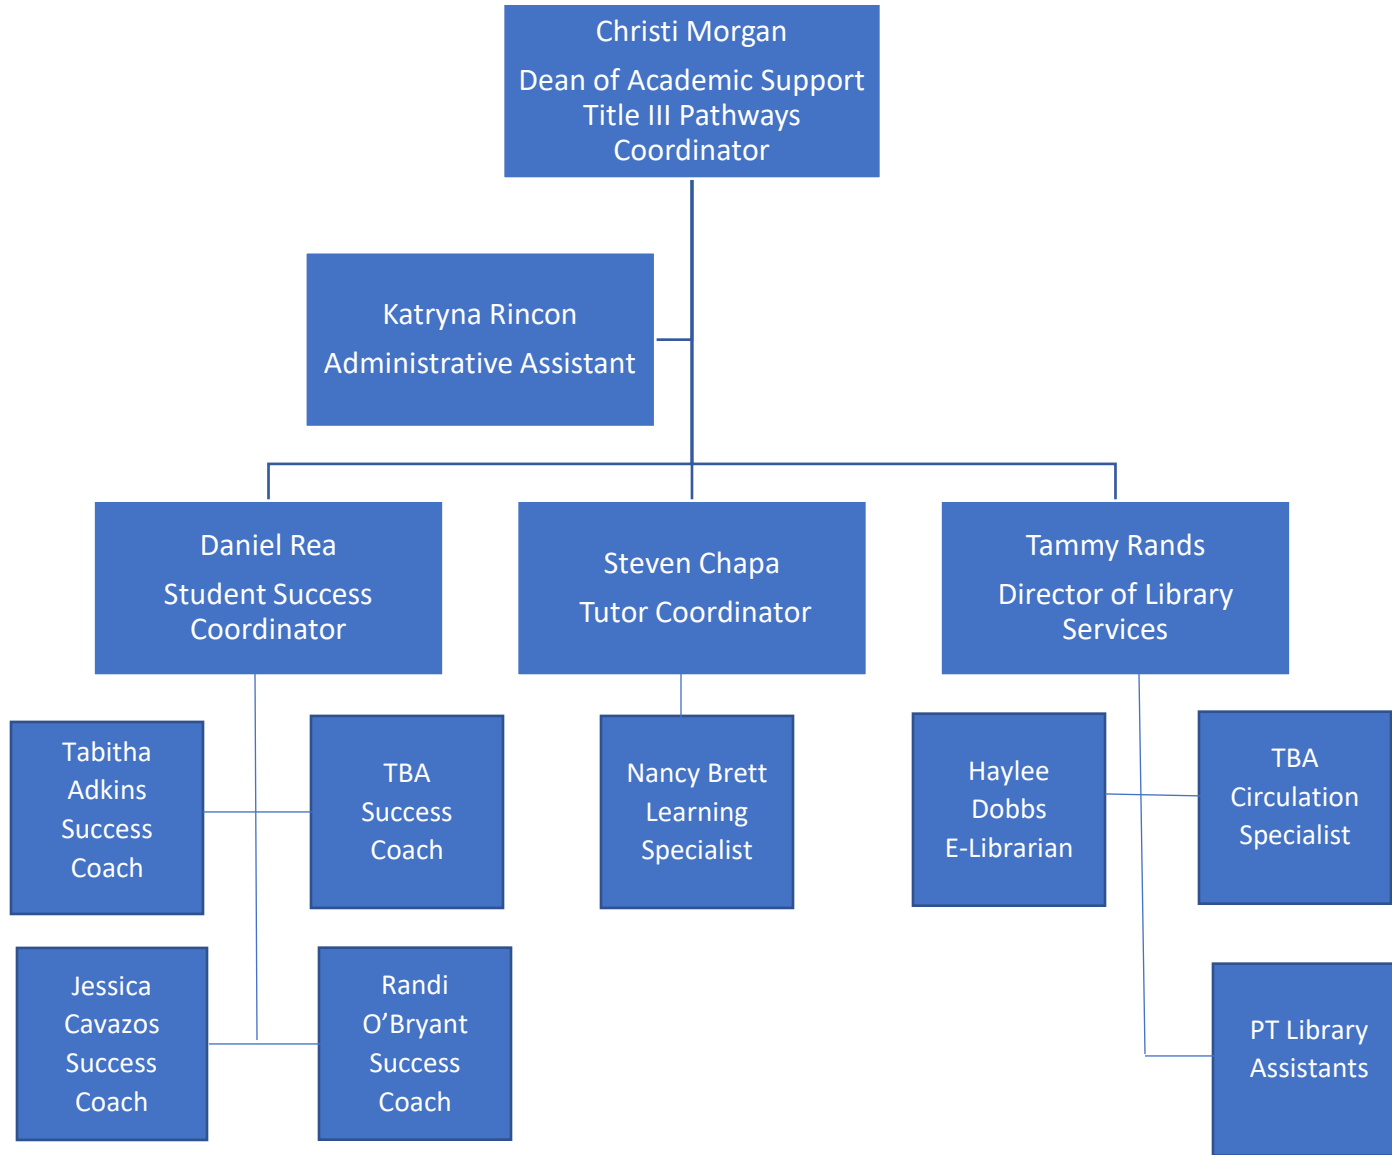 Christi Morgan
Dean of Academic Support
Title III Pathways
Coordinator
Katryna Rincon
Administrative Assistant
Daniel Rea
Student Success
Coordinator
Steven Chapa
Tutor Coordinator
Tammy Rands
Director of Library
Services
Tabitha
Adkins
Success
Coach
TBA
Success
Coach
Nancy Brett
Learning
Specialist
Haylee
Dobbs
E-Librarian
TBA
Circulation
Specialist
Jessica
Cavazos
Success
Coach
Randi
O’Bryant
Success
Coach
PT Library
Assistants